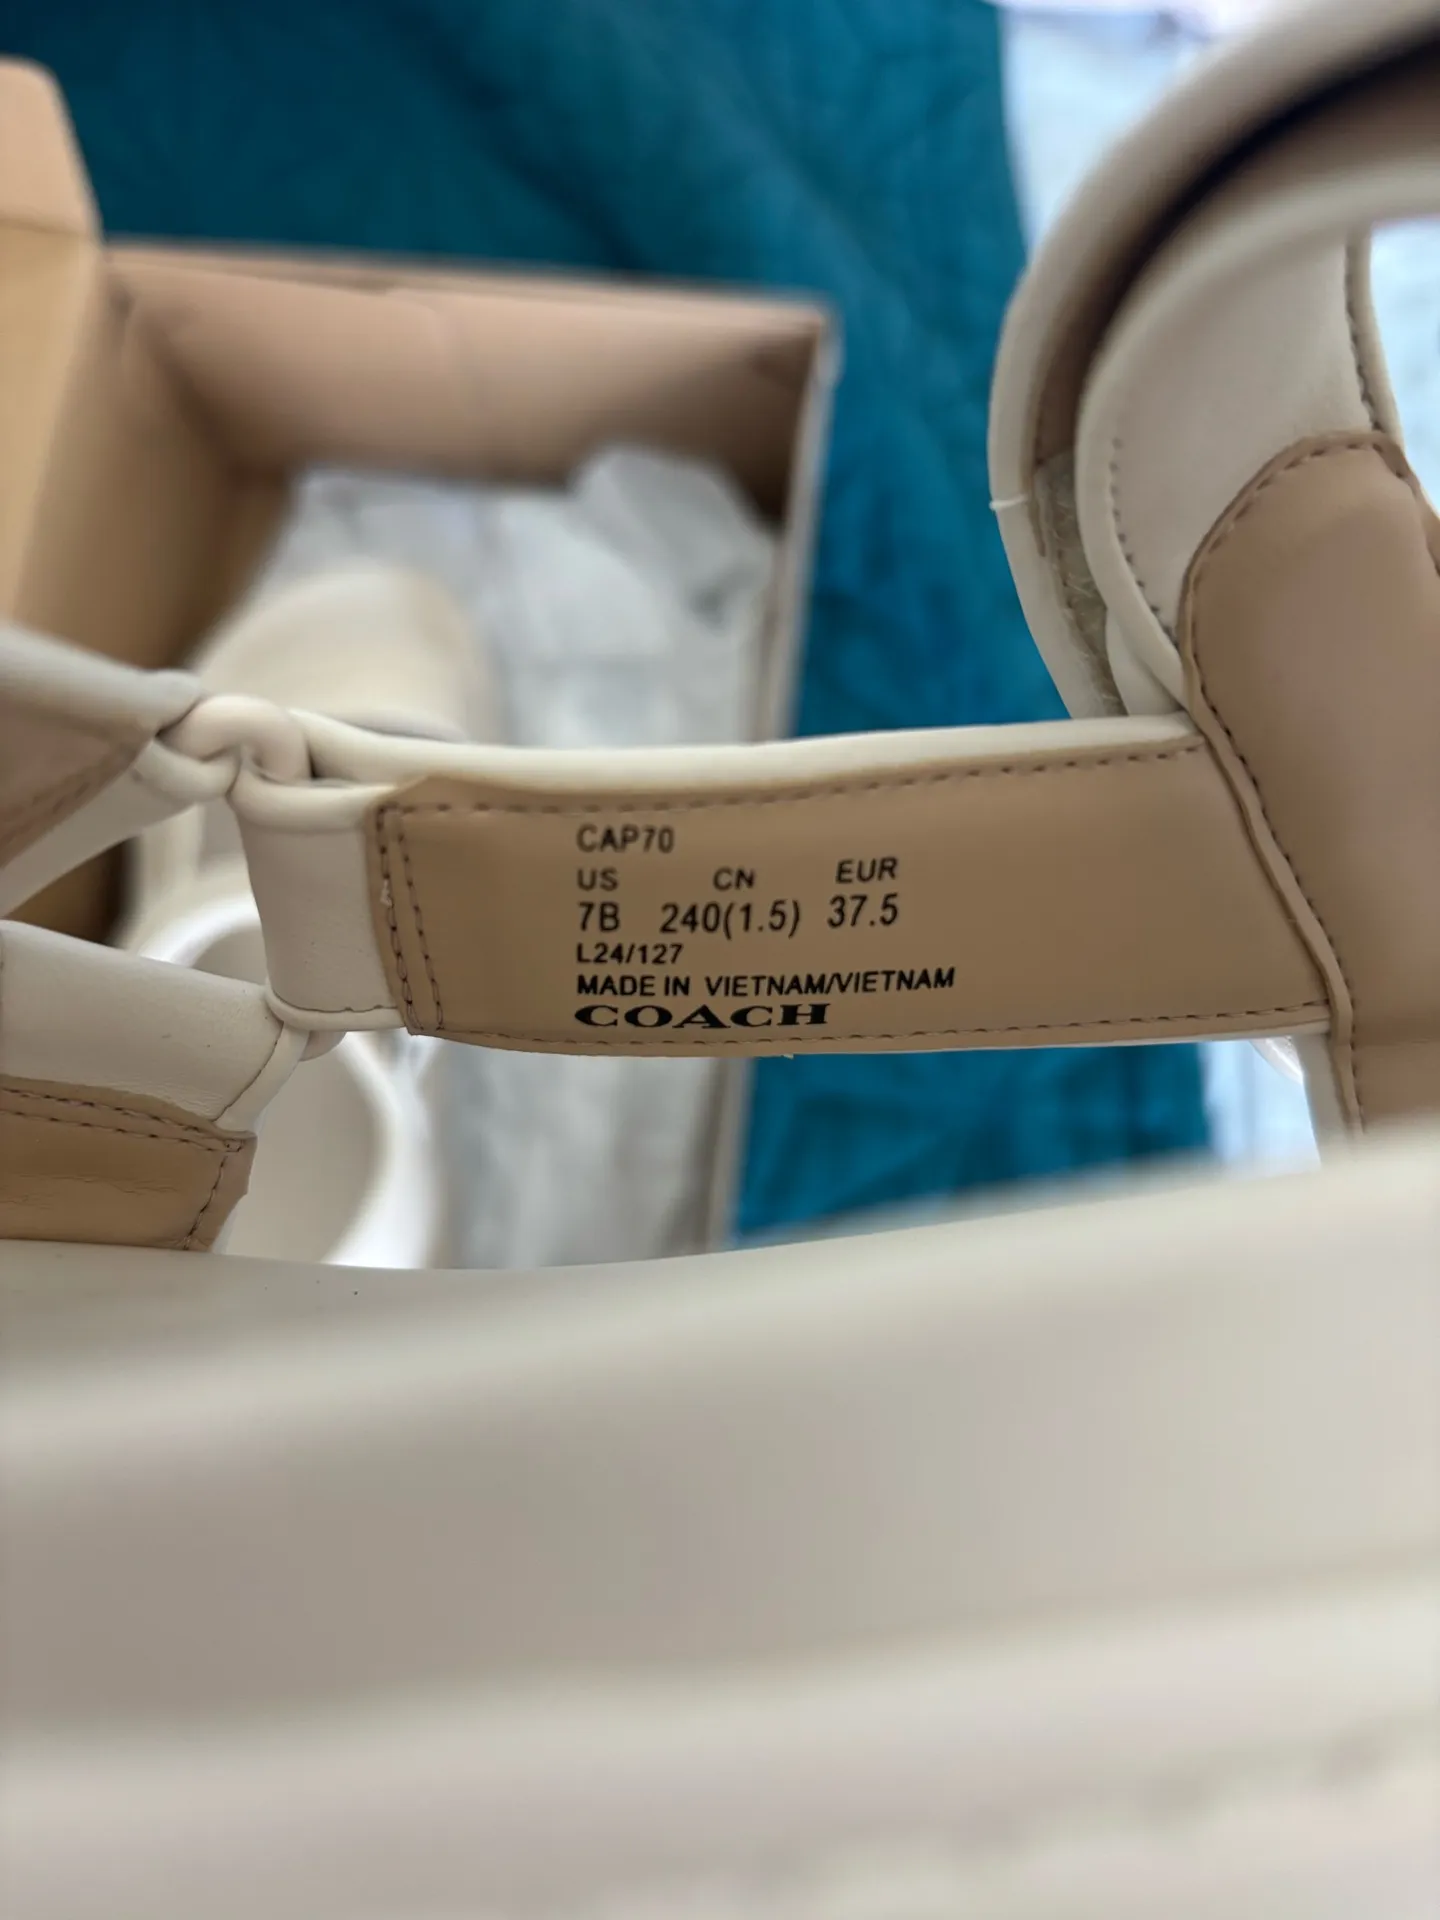 CAP70
US CN EUR
7B 240(1.5) 37.5
L24/127
MADE IN VIETNAM/VIETNAM
COACH